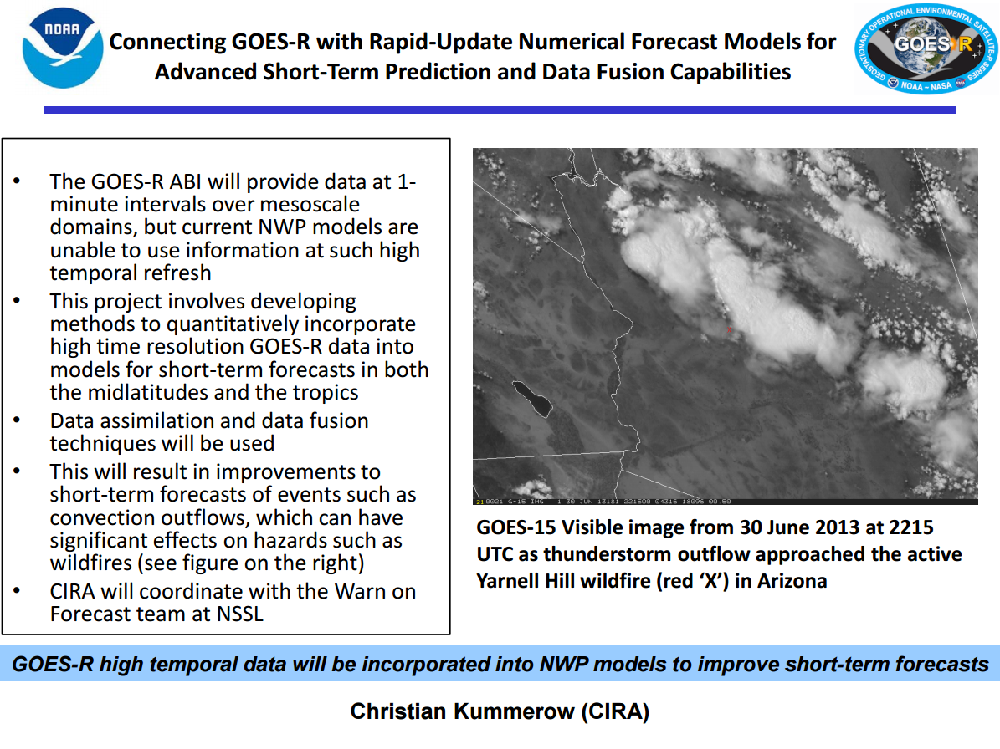 NOAA
Connecting GOES-R with Rapid-Update Numerical Forecast Models for
Advanced Short-Term Prediction and Data Fusion Capabilities
GEOSTATIONARY OPERATIONAL ENVIRONMENTAL SATELLITE-R SERIES
GOES R
NOAA ~ NASA
• The GOES-R ABI will provide data at 1-
minute intervals over mesoscale
domains, but current NWP models are
unable to use information at such high
temporal refresh
• This project involves developing
methods to quantitatively incorporate
high time resolution GOES-R data into
models for short-term forecasts in both
the midlatitudes and the tropics
• Data assimilation and data fusion
techniques will be used
• This will result in improvements to
short-term forecasts of events such as
convection outflows, which can have
significant effects on hazards such as
wildfires (see figure on the right)
• CIRA will coordinate with the Warn on
Forecast team at NSSL
X
21 0021 G-15 IMG 1 30 JUN 13181 221500 04316 18096 00.50
GOES-15 Visible image from 30 June 2013 at 2215
UTC as thunderstorm outflow approached the active
Yarnell Hill wildfire (red ‘X’) in Arizona
GOES-R high temporal data will be incorporated into NWP models to improve short-term forecasts
Christian Kummerow (CIRA)